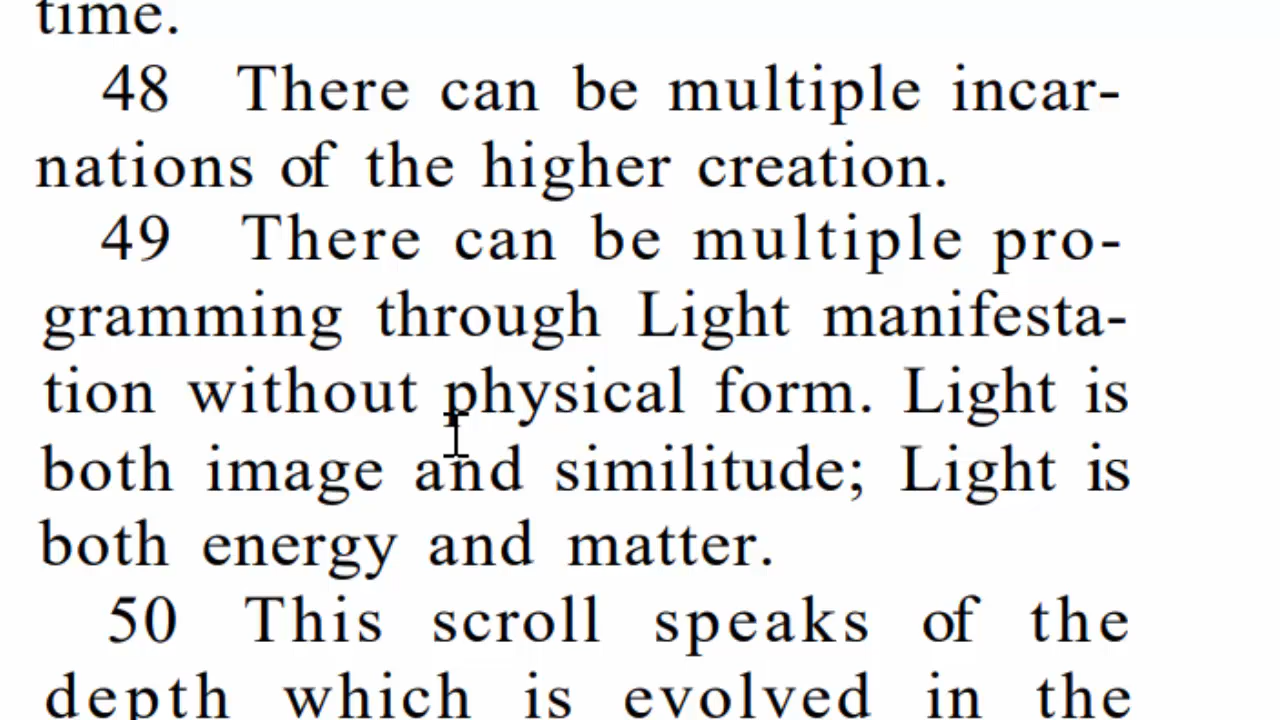 time.
48 There can be multiple incar-
nations of the higher creation.
49 There can be multiple pro-
gramming through Light manifesta-
tion without physical form. Light is
both image and similitude; Light is
both energy and matter.
50 This scroll speaks of the
depth which is evolved in the